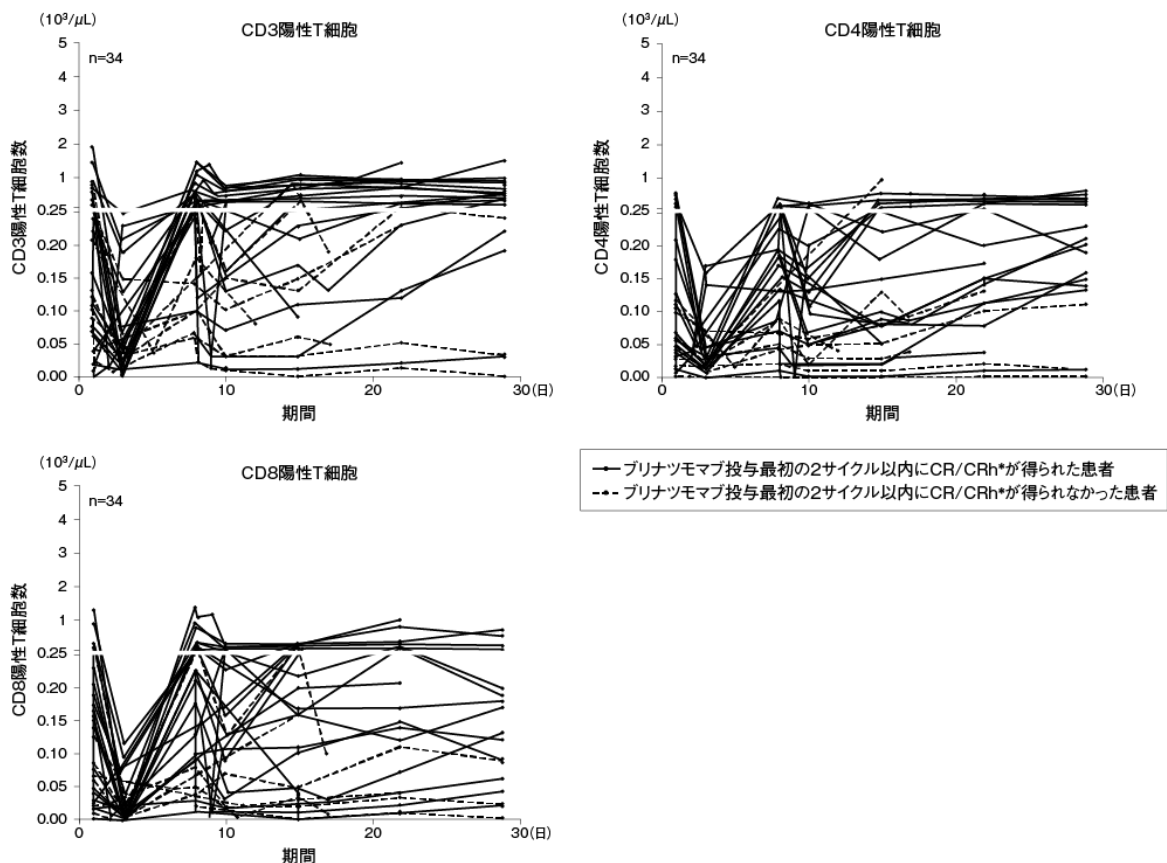 (10³/μL)
CD3陽性T細胞
n=34
5
4
3
2
1
0.25
0.20
0.15
0.10
0.05
0.00
CD3陽性T細胞数
0
10
20
30(日)
期間
(10³/μL)
CD4陽性T細胞
n=34
5
4
3
2
1
0.25
0.20
0.15
0.10
0.05
0.00
CD4陽性T細胞数
0
10
20
30(日)
期間
(10³/μL)
CD8陽性T細胞
n=34
5
4
3
2
1
0.25
0.20
0.15
0.10
0.05
0.00
CD8陽性T細胞数
0
10
20
30(日)
期間
ブリナツモマブ投与最初の2サイクル以内にCR/CRh*が得られた患者
ブリナツモマブ投与最初の2サイクル以内にCR/CRh*が得られなかった患者